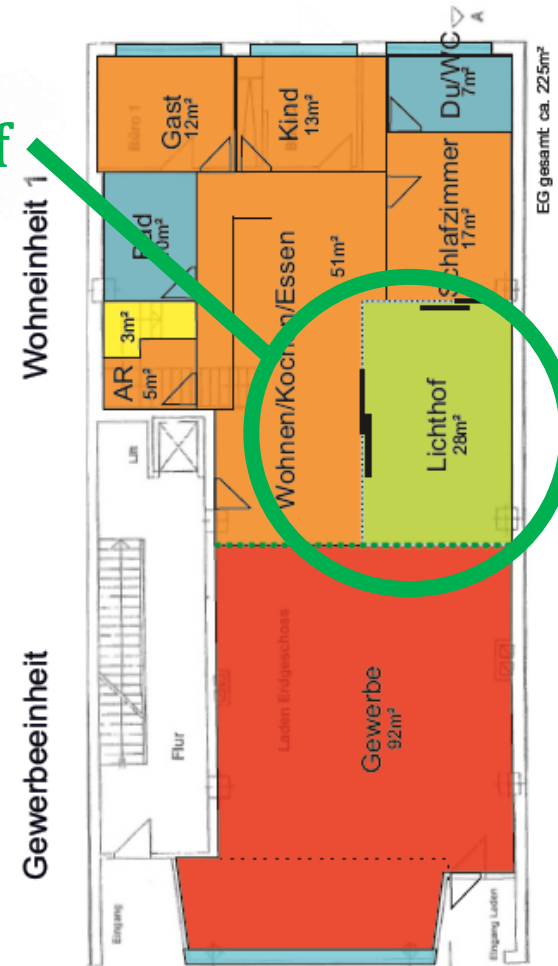 f
Wohneinheit 1
Gewerbeeinheit
EG gesamt: ca. 225m²
A
Büro 1
Gast
12m²
Kind
13m²
Du/WC
7m²
Schlafzimmer
17m²
Wohnen/Kochen/Essen
51m²
3m²
AR
5m²
Lift
Lichthof
28m²
Laden Erdgeschoss
Gewerbe
92m²
Flur
Eingang
Eingang Laden